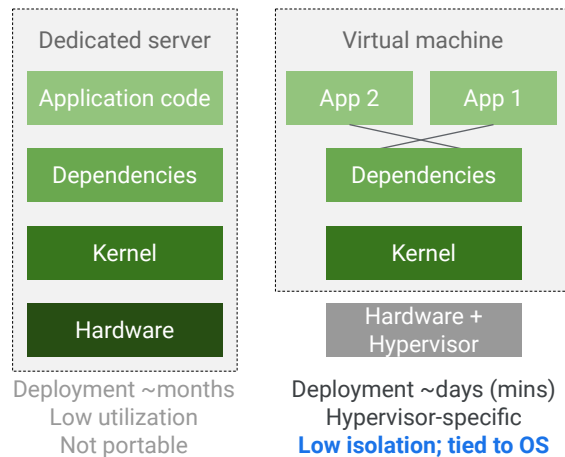 Dedicated server
Application code
Dependencies
Kernel
Hardware
Deployment ~months
Low utilization
Not portable
Virtual machine
App 2
App 1
Dependencies
Kernel
Hardware +
Hypervisor
Deployment ~days (mins)
Hypervisor-specific
Low isolation; tied to OS